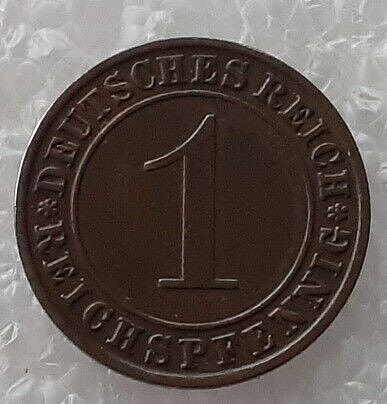 *DEUTSCHES REICH*
1
REICHSPFENNIG